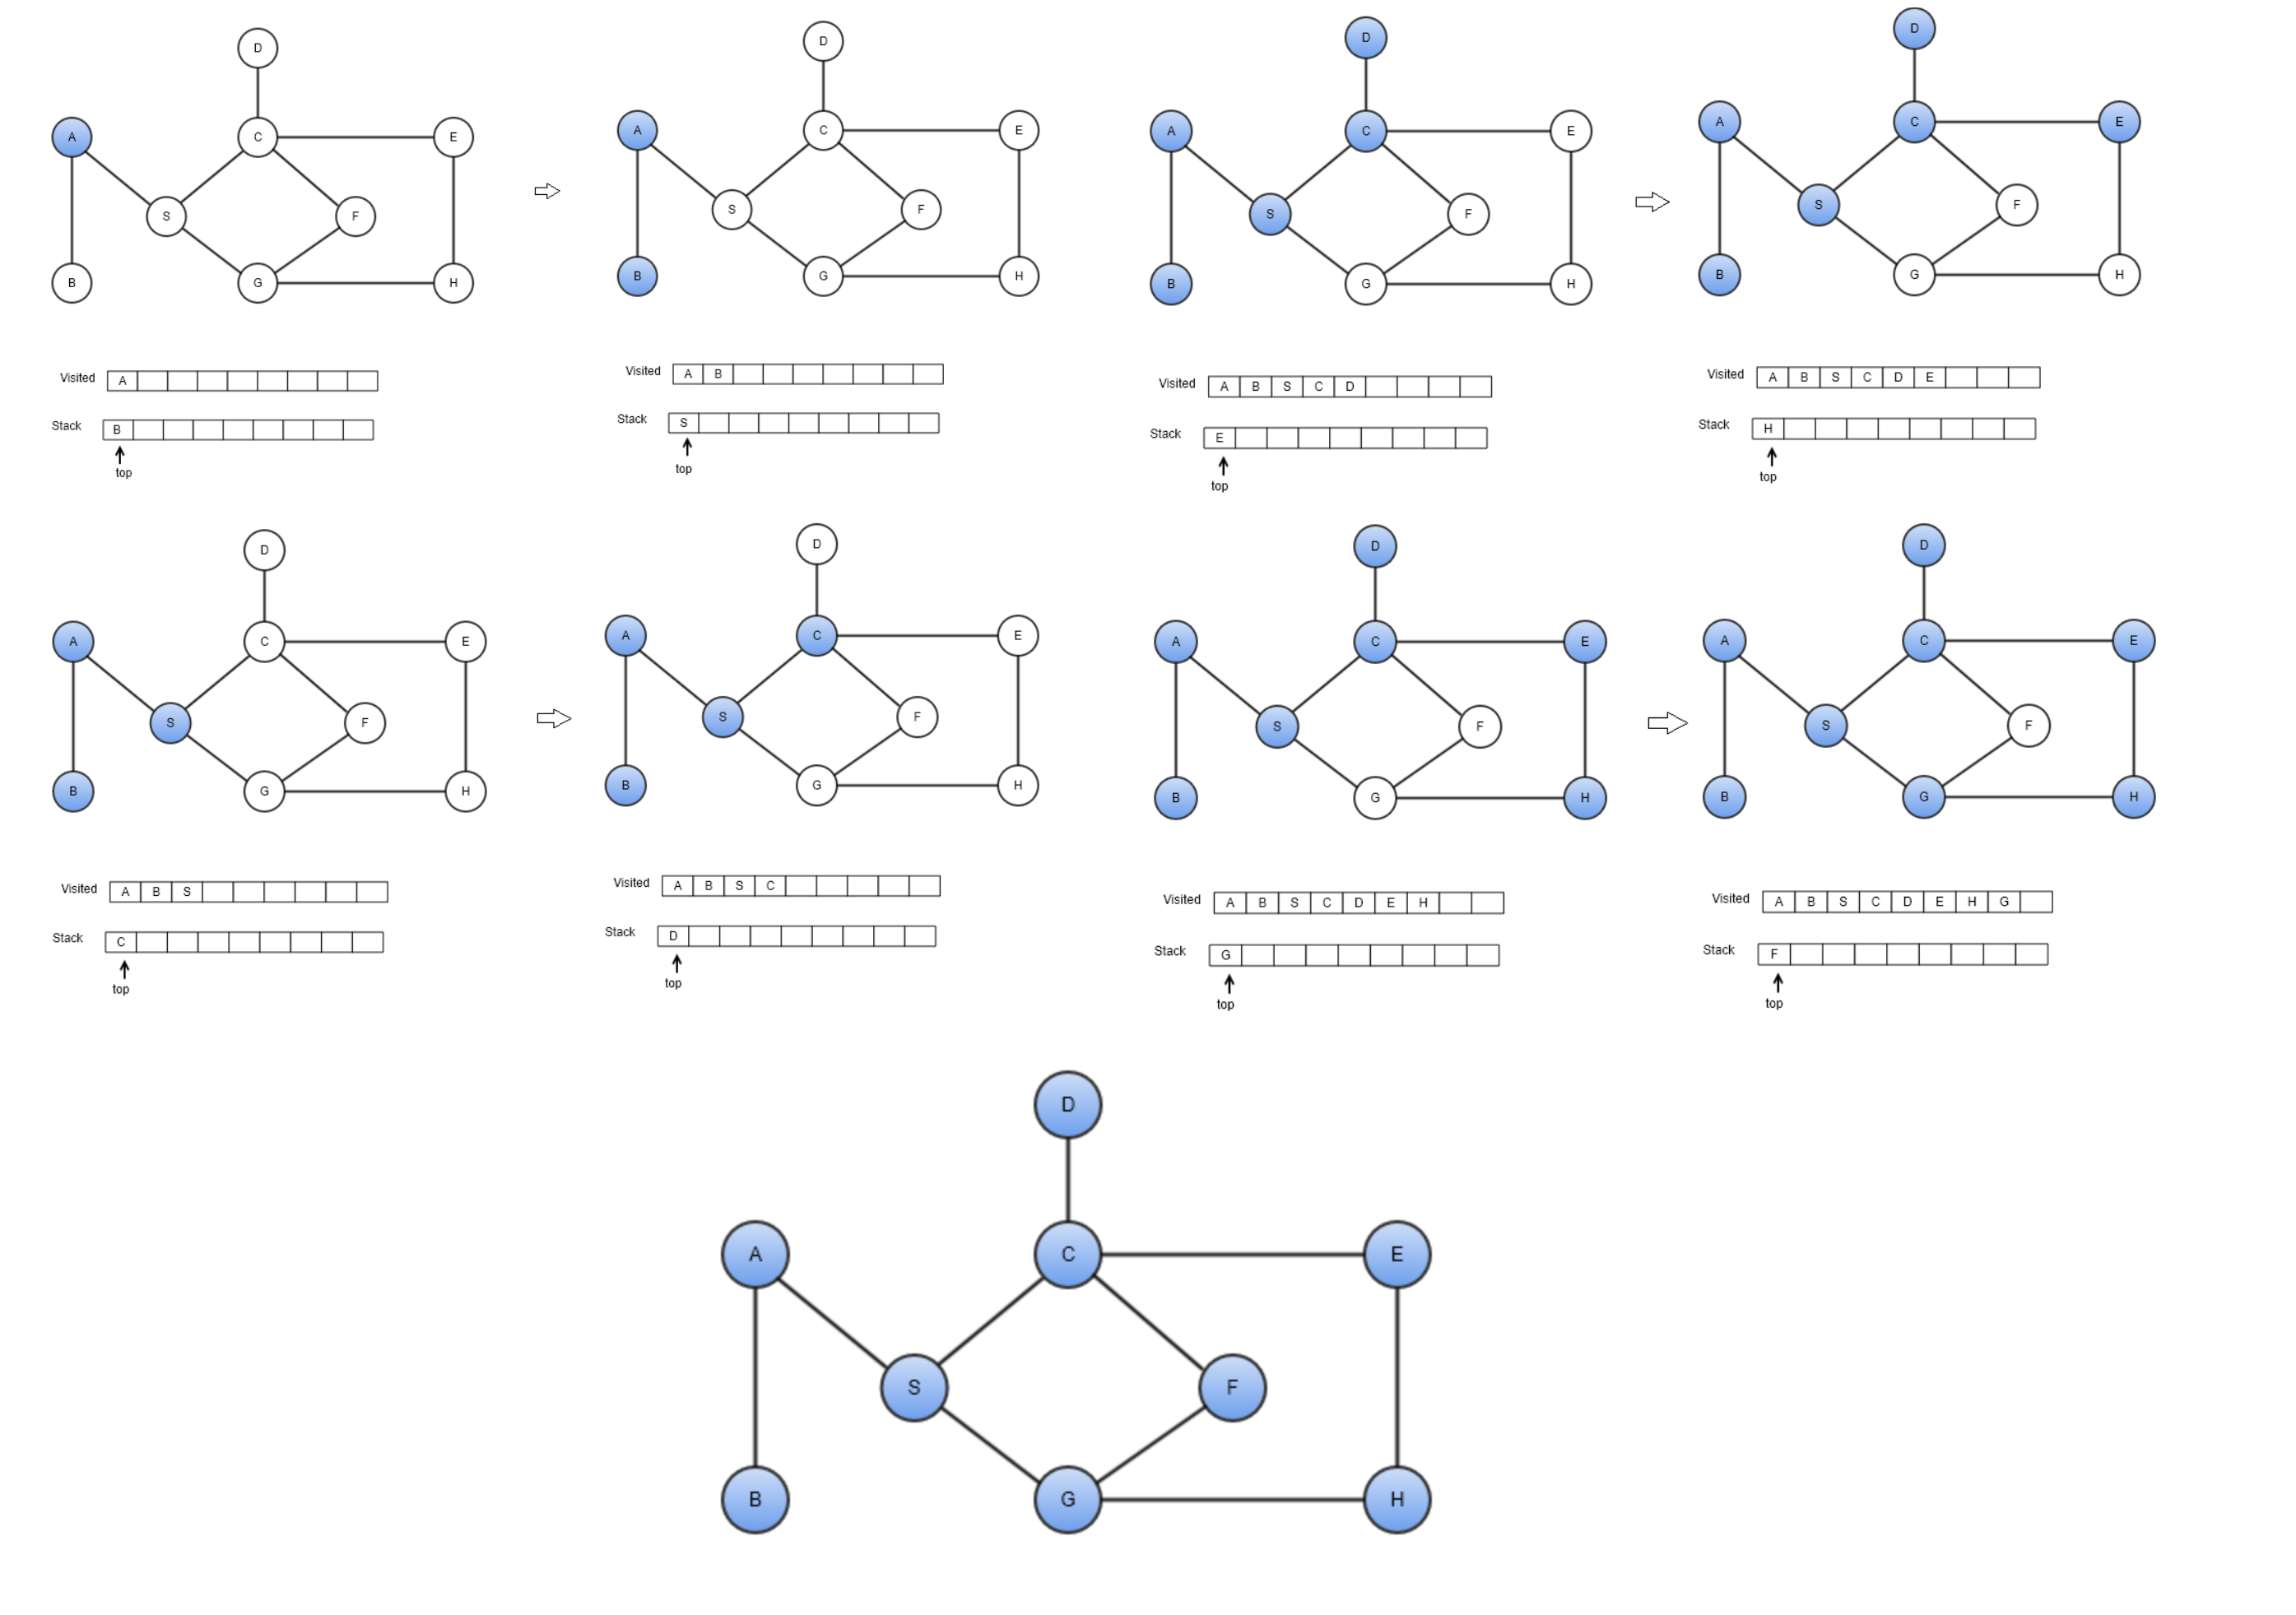 D
A C E
S F
B G H
Visited A
Stack B
top
D
A C E
S F
B G H
Visited A B
Stack S
top
D
A C E
S F
B G H
Visited A B S C D
Stack E
top
D
A C E
S F
B G H
Visited A B S C D E
Stack H
top
D
A C E
S F
B G H
Visited A B S
Stack C
top
D
A C E
S F
B G H
Visited A B S C
Stack D
top
D
A C E
S F
B G H
Visited A B S C D E H
Stack G
top
D
A C E
S F
B G H
Visited A B S C D E H G
Stack F
top
D
A C E
S F
B G H